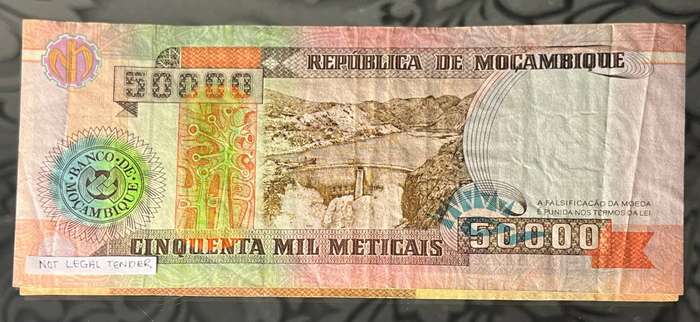 REPÚBLICA DE MOÇAMBIQUE
50000
BANCO DE MOÇAMBIQUE
A FALSIFICAÇÃO DA MOEDA
É PUNIDA NOS TERMOS DA LEI
50000
CINQUENTA MIL METICAIS
NOT LEGAL TENDER